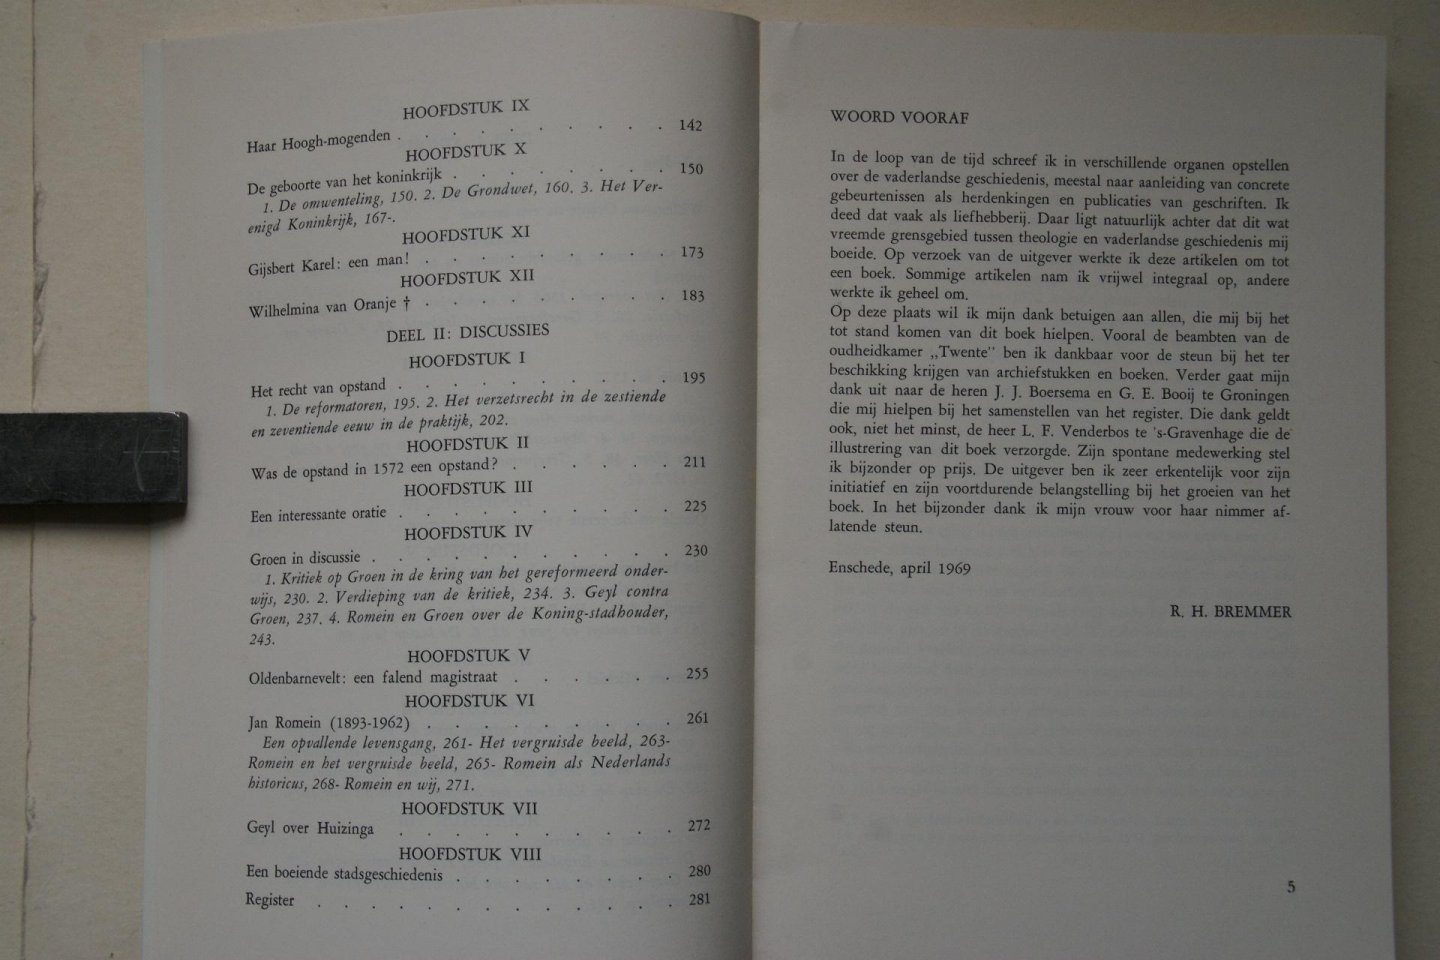 HOOFDSTUK IX
Haar Hoogh-mogenden . . . . . . . . . . 142
HOOFDSTUK X
De geboorte van het koninkrijk . . . . . . . . 150
1. De omwenteling, 150. 2. De Grondwet, 160. 3. Het Ver-
enigd Koninkrijk, 167-.
HOOFDSTUK XI
Gijsbert Karel: een man! . . . . . . . . . 173
HOOFDSTUK XII
Wilhelmina van Oranje † . . . . . . . . . 183
DEEL II: DISCUSSIES
HOOFDSTUK I
Het recht van opstand . . . . . . . . . . 195
1. De reformatoren, 195. 2. Het verzetsrecht in de zestiende
en zeventiende eeuw in de praktijk, 202.
HOOFDSTUK II
Was de opstand in 1572 een opstand? . . . . . . 211
HOOFDSTUK III
Een interessante oratie . . . . . . . . . . 225
HOOFDSTUK IV
Groen in discussie . . . . . . . . . . . 230
1. Kritiek op Groen in de kring van het gereformeerd onder-
wijs, 230. 2. Verdieping van de kritiek, 234. 3. Geyl contra
Groen, 237. 4. Romein en Groen over de Koning-stadhouder,
243.
HOOFDSTUK V
Oldenbarnevelt: een falend magistraat . . . . . . 255
HOOFDSTUK VI
Jan Romein (1893-1962) . . . . . . . . . 261
Een opvallende levensgang, 261- Het vergruisde beeld, 263-
Romein en het vergruisde beeld, 265- Romein als Nederlands
historicus, 268- Romein en wij, 271.
HOOFDSTUK VII
Geyl over Huizinga . . . . . . . . . . 272
HOOFDSTUK VIII
Een boeiende stadsgeschiedenis . . . . . . . . 280
Register . . . . . . . . . . . . . 281
WOORD VOORAF
In de loop van de tijd schreef ik in verschillende organen opstellen
over de vaderlandse geschiedenis, meestal naar aanleiding van concrete
gebeurtenissen als herdenkingen en publicaties van geschriften. Ik
deed dat vaak als liefhebberij. Daar ligt natuurlijk achter dat dit wat
vreemde grensgebied tussen theologie en vaderlandse geschiedenis mij
boeide. Op verzoek van de uitgever werkte ik deze artikelen om tot
een boek. Sommige artikelen nam ik vrijwel integraal op, andere
werkte ik geheel om.
Op deze plaats wil ik mijn dank betuigen aan allen, die mij bij het
tot stand komen van dit boek hielpen. Vooral de beambten van de
oudheidkamer „Twente" ben ik dankbaar voor de steun bij het ter
beschikking krijgen van archiefstukken en boeken. Verder gaat mijn
dank uit naar de heren J. J. Boersema en G. E. Booij te Groningen
die mij hielpen bij het samenstellen van het register. Die dank geldt
ook, niet het minst, de heer L. F. Venderbos te 's-Gravenhage die de
illustrering van dit boek verzorgde. Zijn spontane medewerking stel
ik bijzonder op prijs. De uitgever ben ik zeer erkentelijk voor zijn
initiatief en zijn voortdurende belangstelling bij het groeien van het
boek. In het bijzonder dank ik mijn vrouw voor haar nimmer af-
latende steun.
Enschede, april 1969
R. H. BREMMER
5